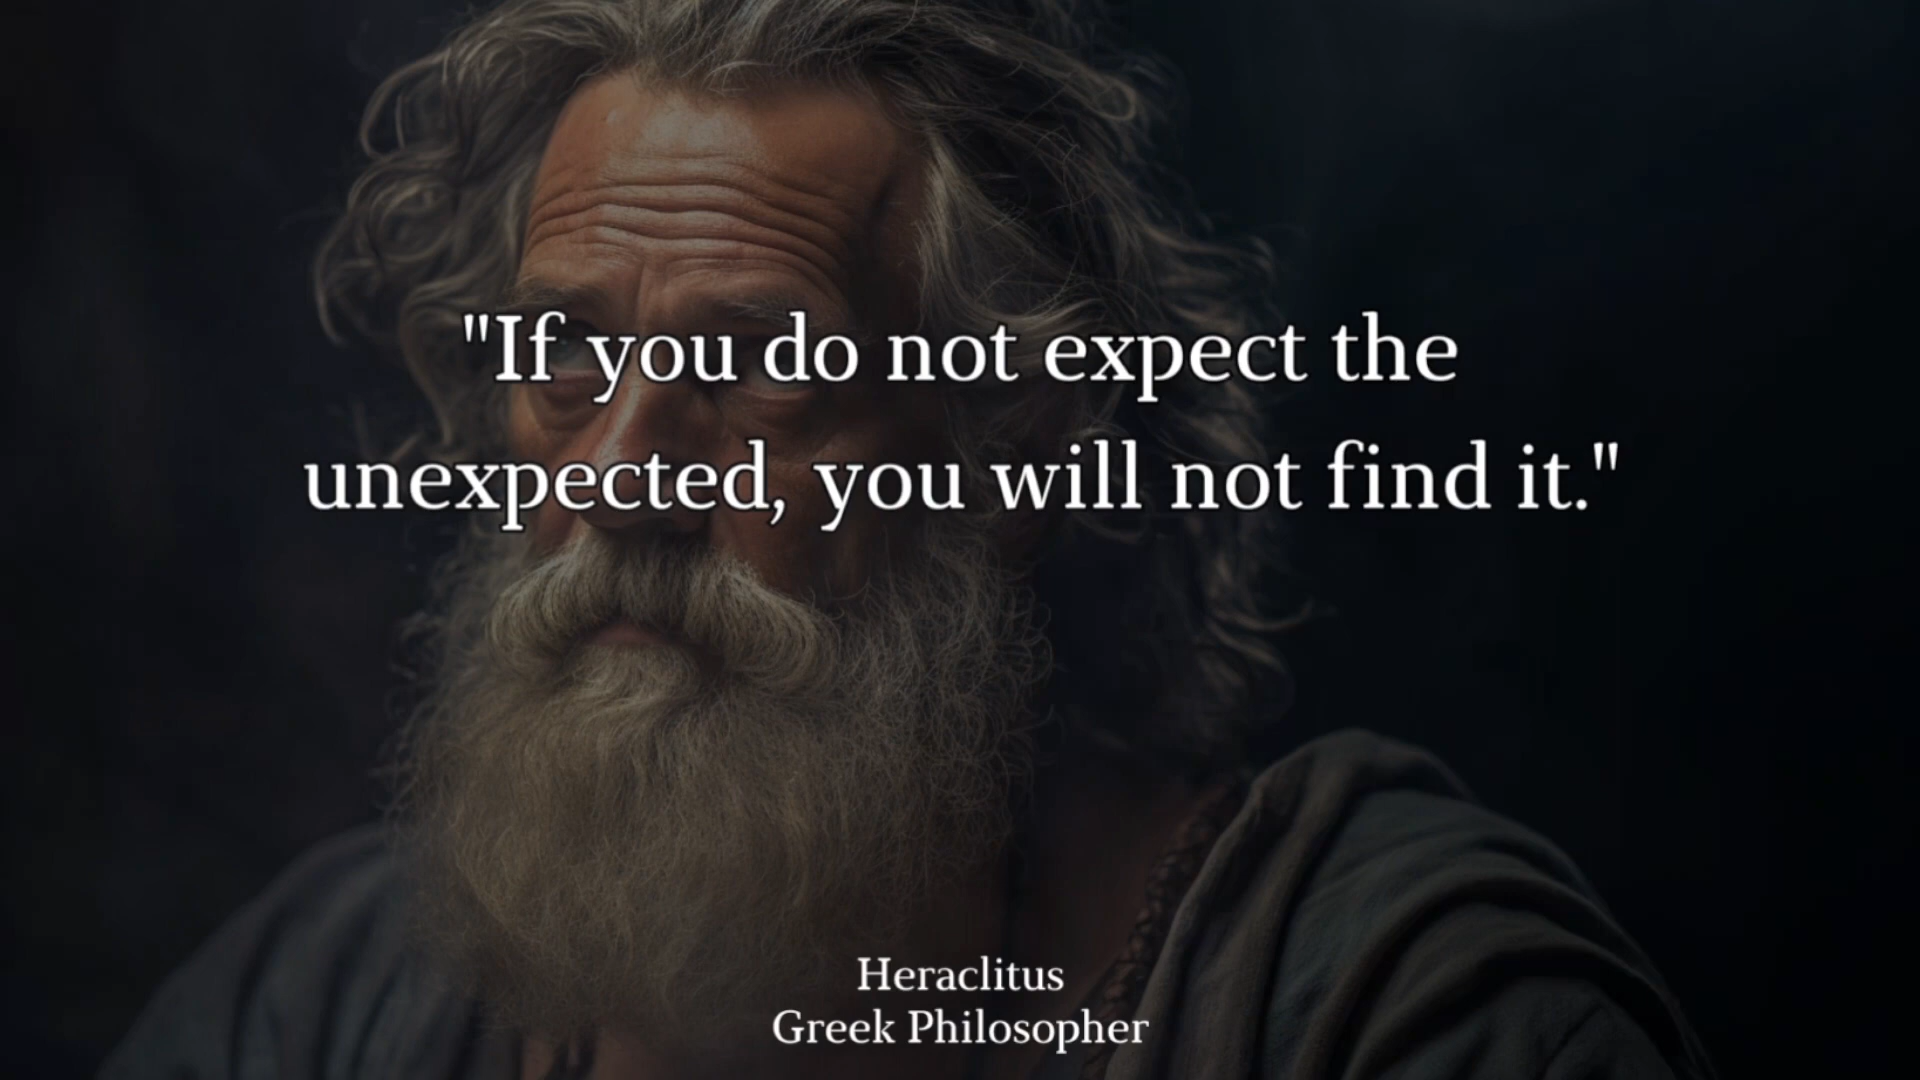 "If you do not expect the
unexpected, you will not find it."
Heraclitus
Greek Philosopher